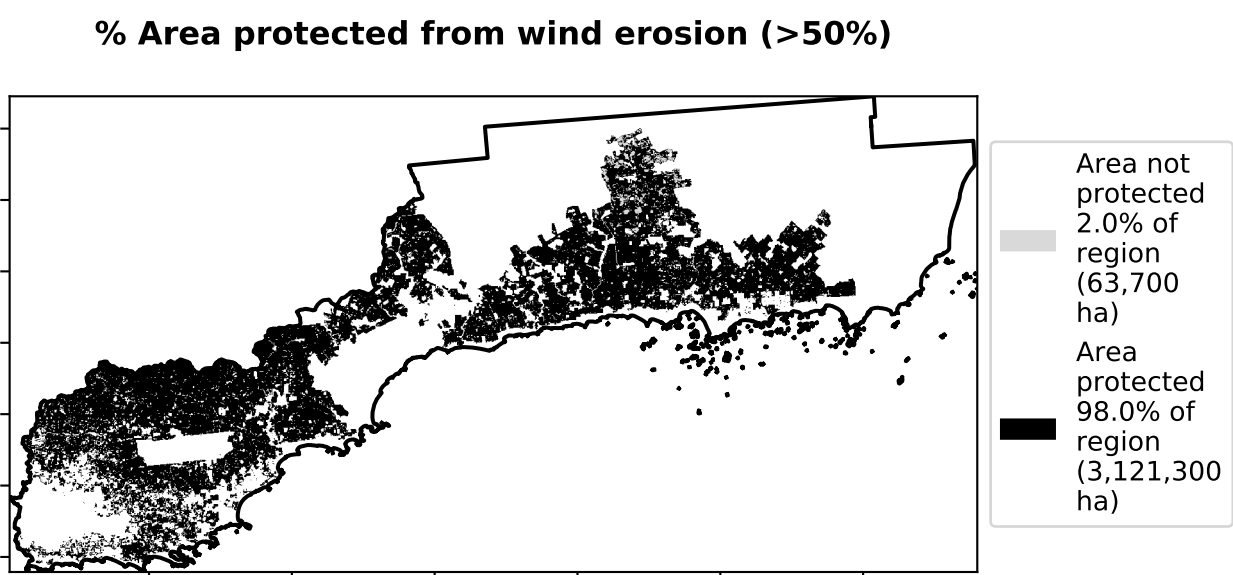 % Area protected from wind erosion (>50%)
Area not
protected
2.0% of
region
(63,700
ha)
Area
protected
98.0% of
region
(3,121,300
ha)